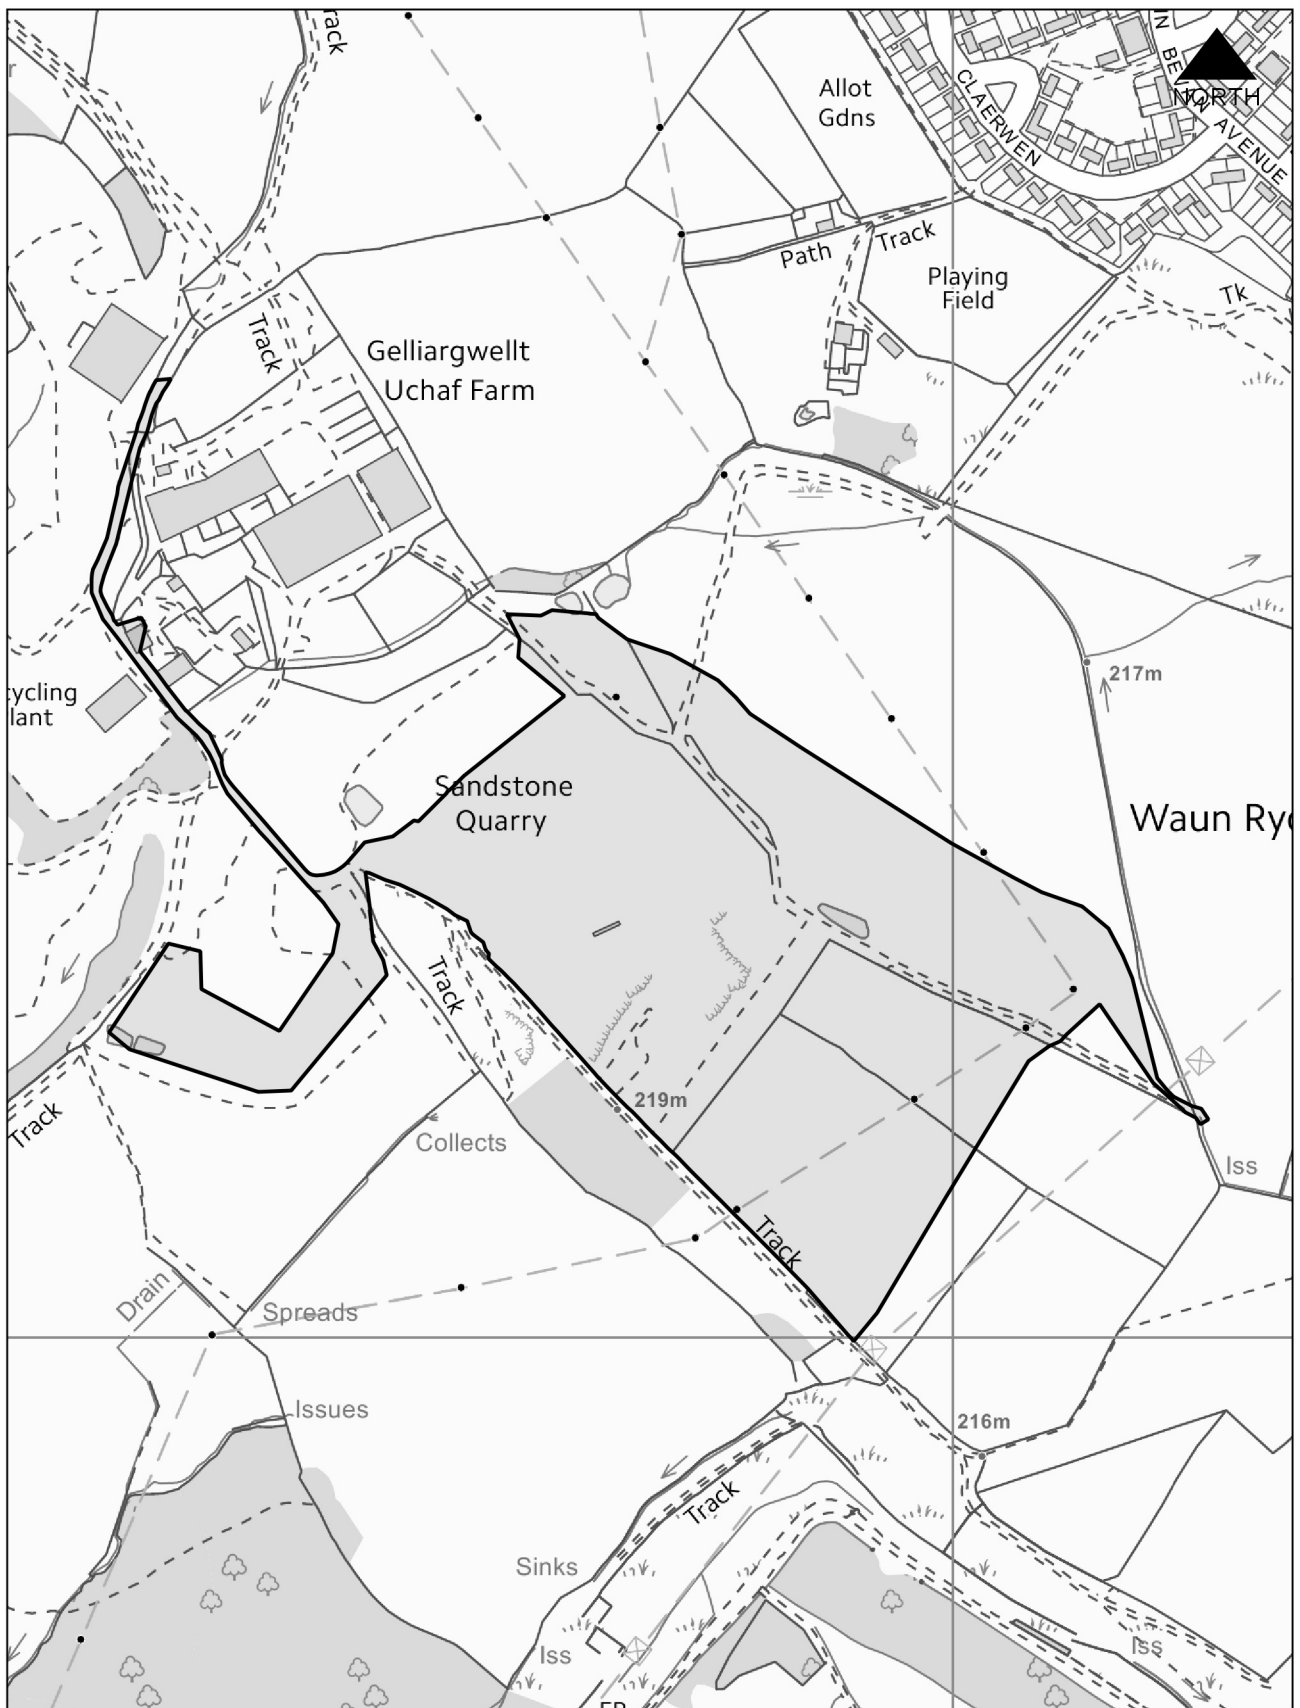 Track
Allot
Gdns
CLAERWEN
NORTH
AVENUE
Path
Track
Playing
Field
Tk
Track
Gelliargwellt
Uchaf Farm
217m
Sandstone
Quarry
Waun
Track
219m
Track
Collects
Iss
Track
Drain
Spreads
Issues
216m
Track
Sinks
Iss
Iss